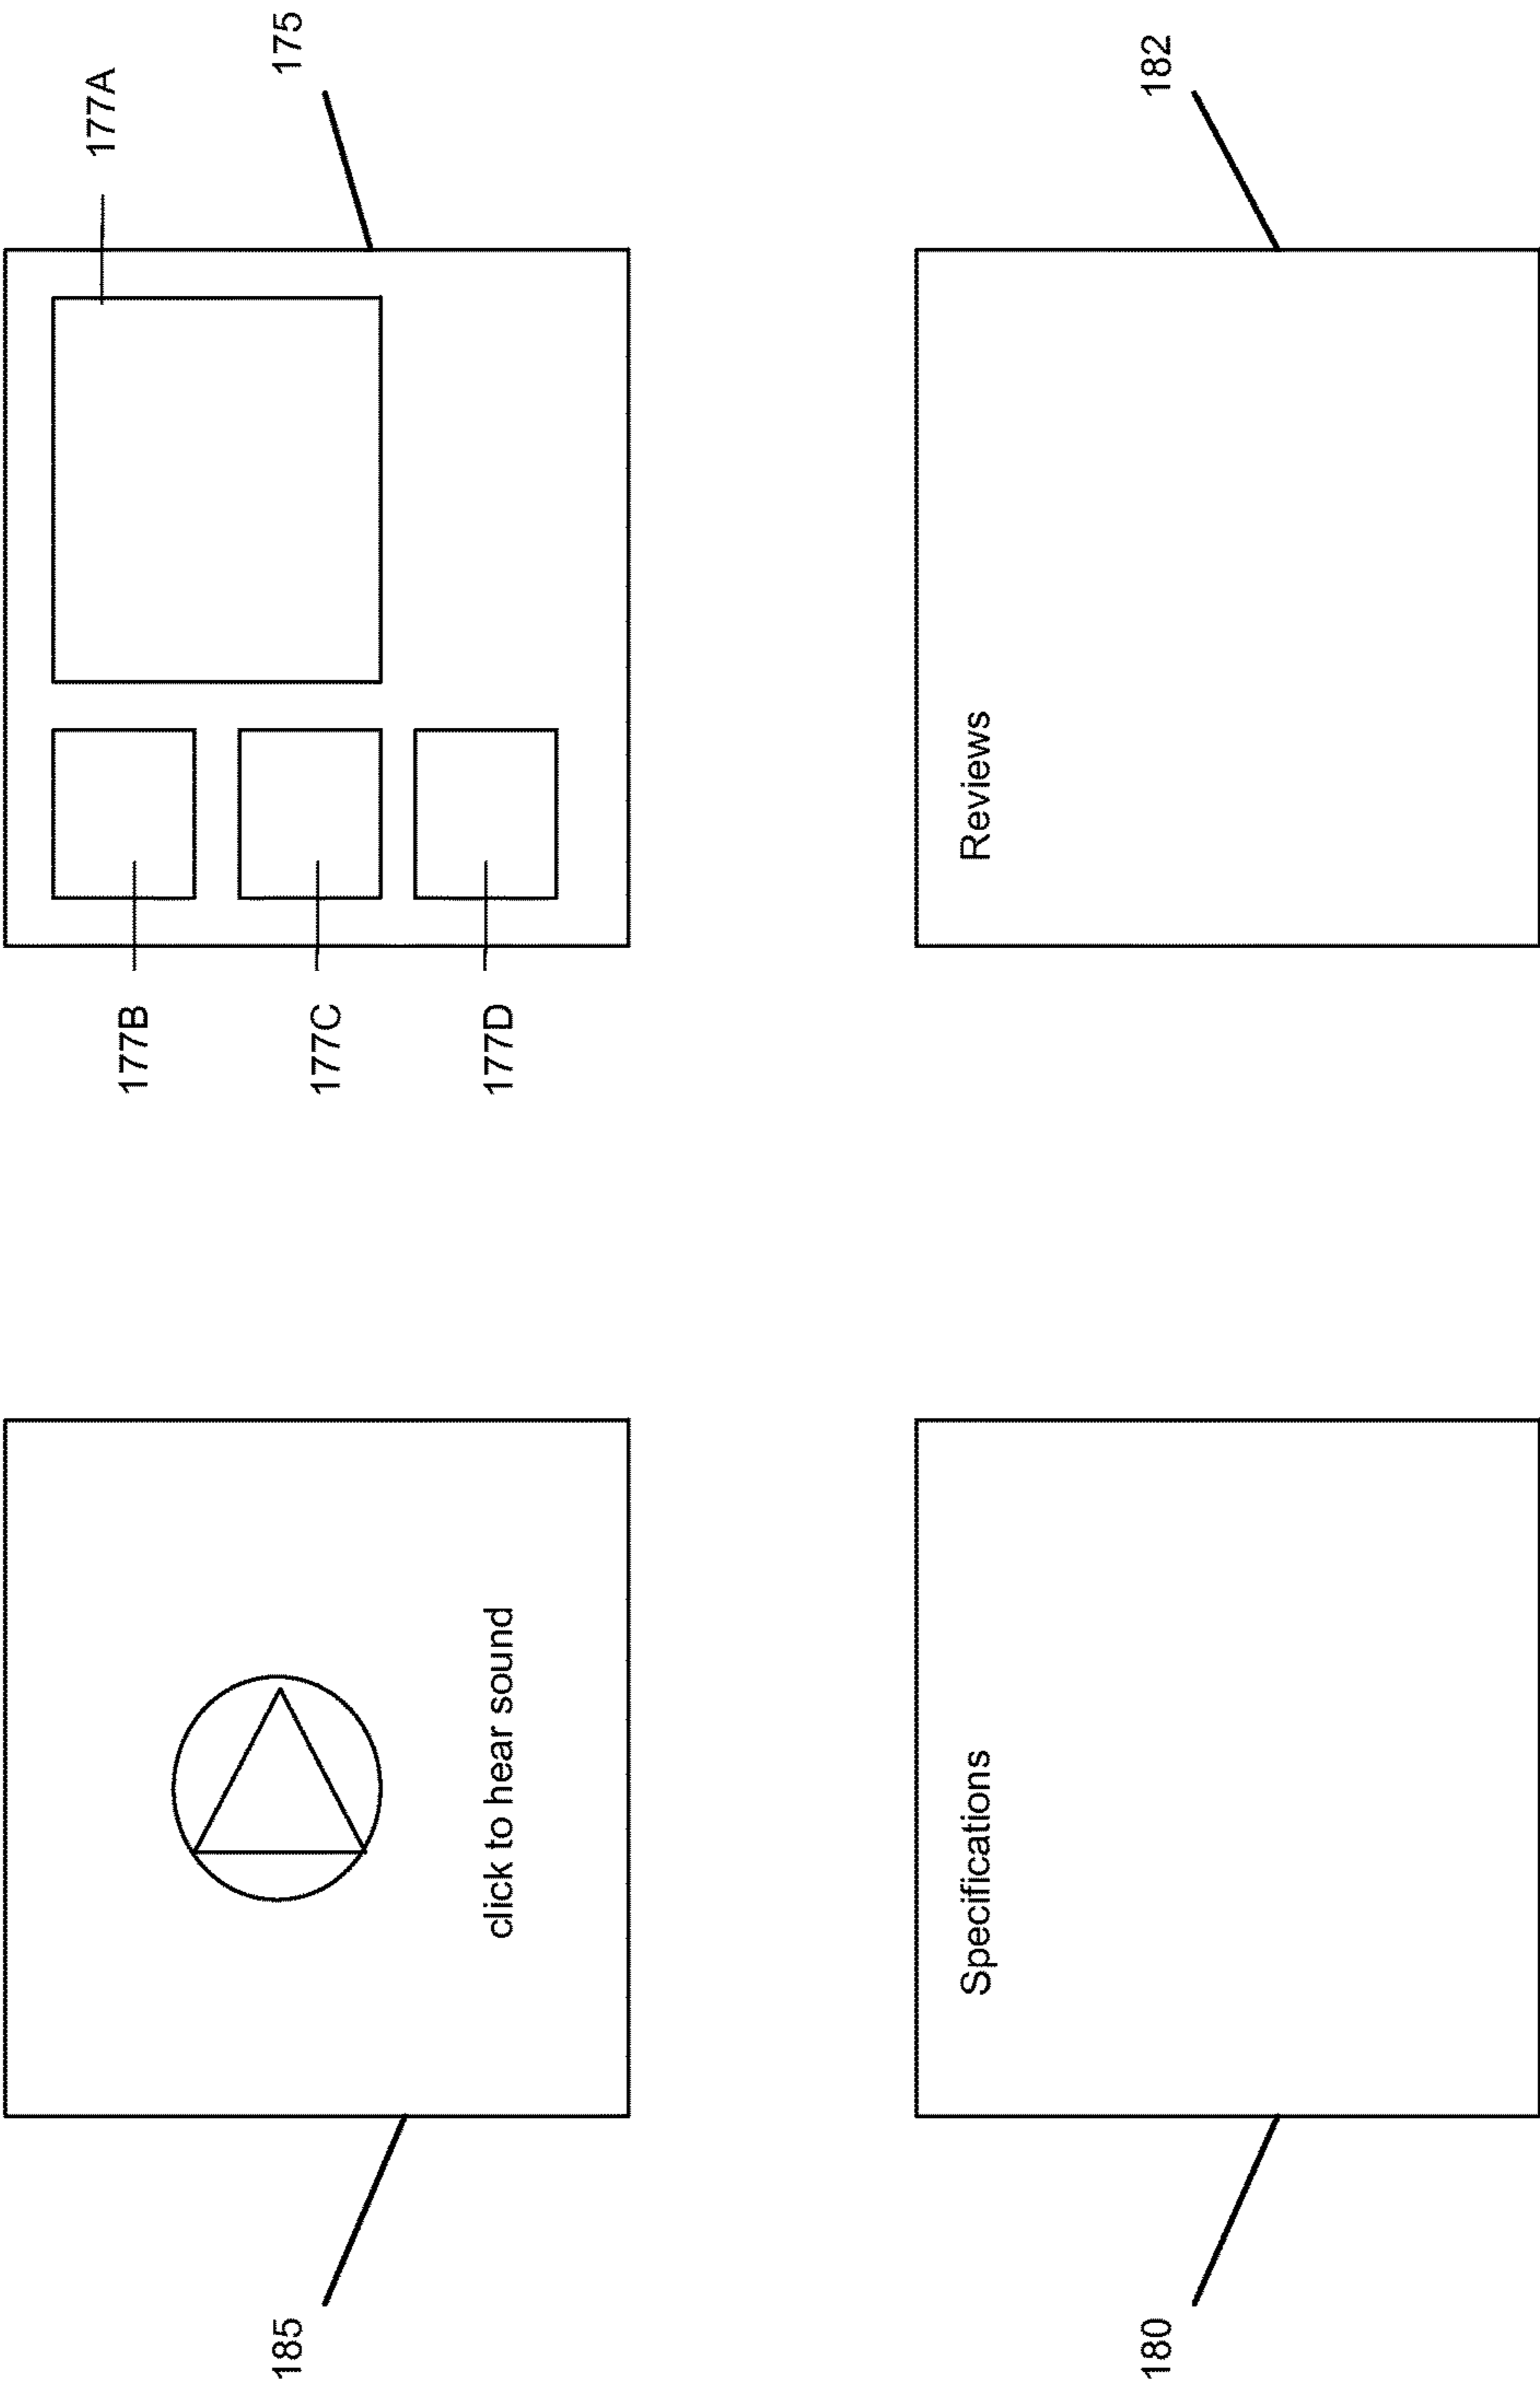 177A
177B
185
175
177C
click to hear sound
177D
Specifications
Reviews
180
182